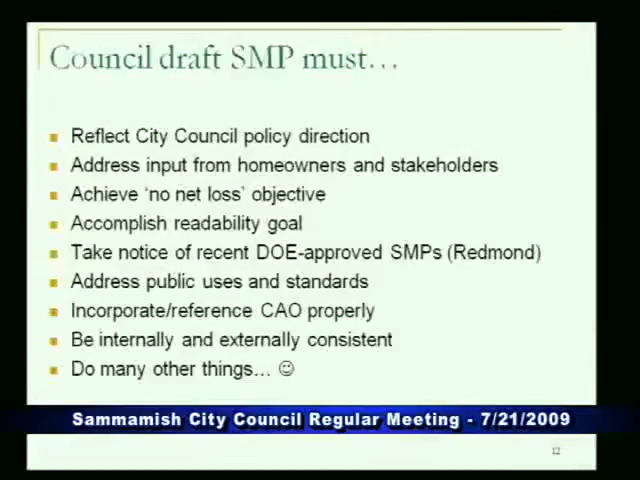 Council draft SMP must…
Reflect City Council policy direction
Address input from homeowners and stakeholders
Achieve 'no net loss' objective
Accomplish readability goal
Take notice of recent DOE-approved SMPs (Redmond)
Address public uses and standards
Incorporate/reference CAO properly
Be internally and externally consistent
Do many other things… ☺
Sammamish City Council Regular Meeting - 7/21/2009
12